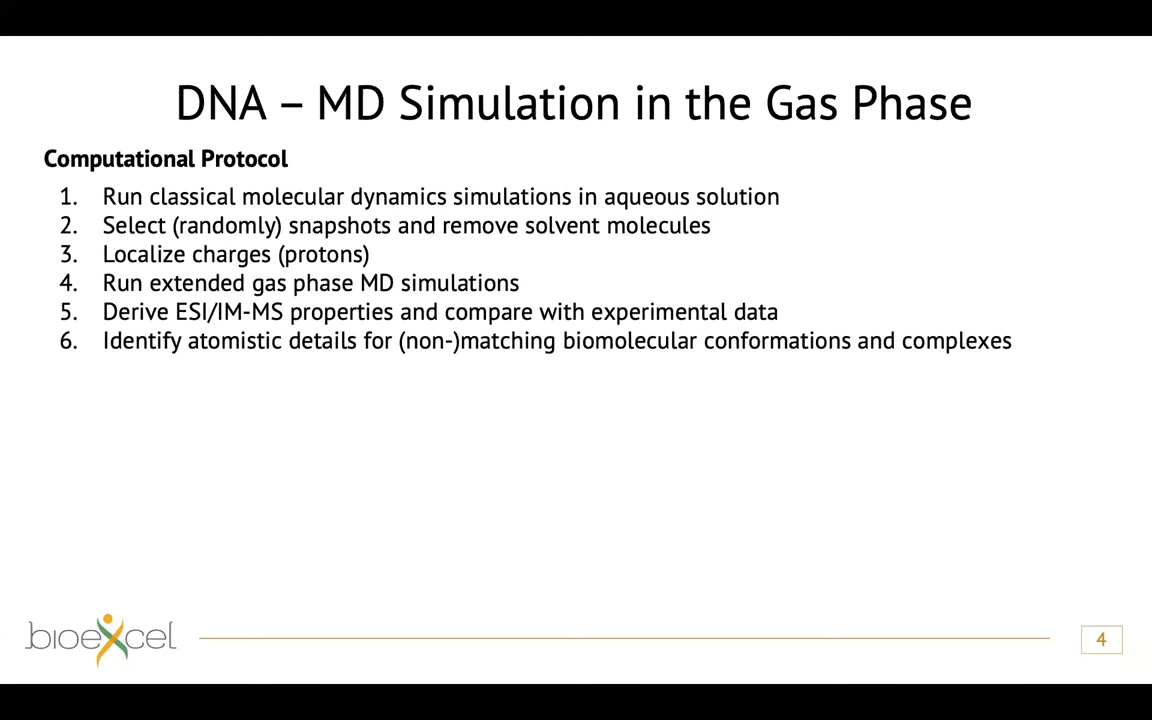 DNA – MD Simulation in the Gas Phase
Computational Protocol
1. Run classical molecular dynamics simulations in aqueous solution
2. Select (randomly) snapshots and remove solvent molecules
3. Localize charges (protons)
4. Run extended gas phase MD simulations
5. Derive ESI/IM-MS properties and compare with experimental data
6. Identify atomistic details for (non-)matching biomolecular conformations and complexes
bioexcel
4